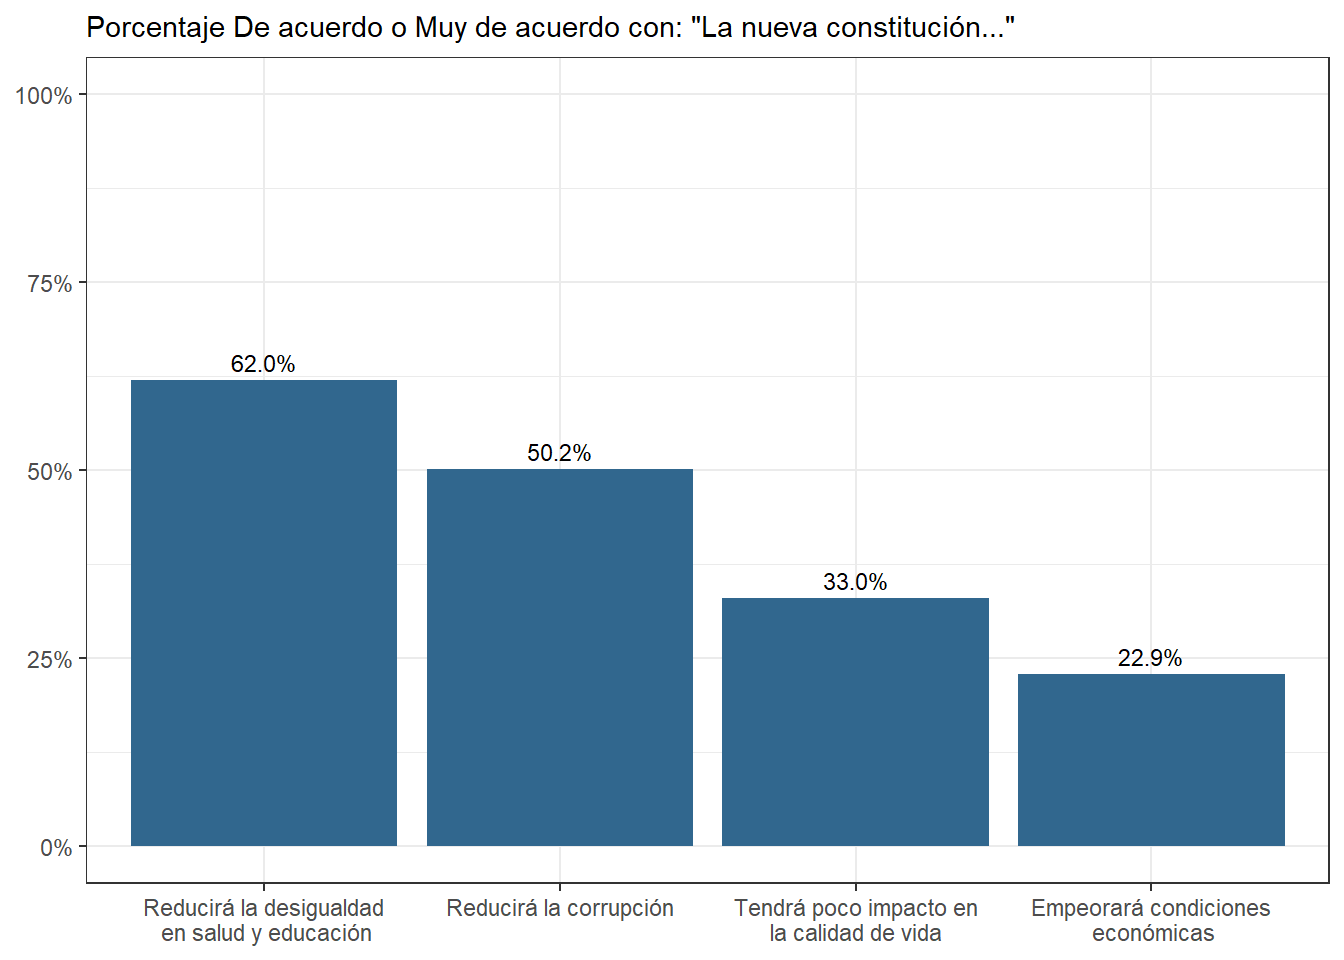 Porcentaje De acuerdo o Muy de acuerdo con: "La nueva constitución..."
100%
75%
50%
25%
0%
62.0%
50.2%
33.0%
22.9%
Reducirá la desigualdad
en salud y educación
Reducirá la corrupción
Tendrá poco impacto en
la calidad de vida
Empeorará condiciones
económicas